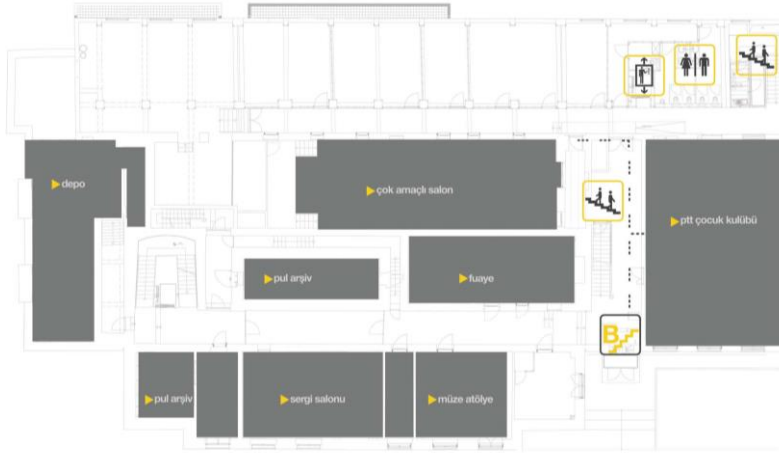 depo
çok amaçlı salon
ptt çocuk kulübü
pul arşiv
fuaye
B
pul arşiv
sergi salonu
müze atölye